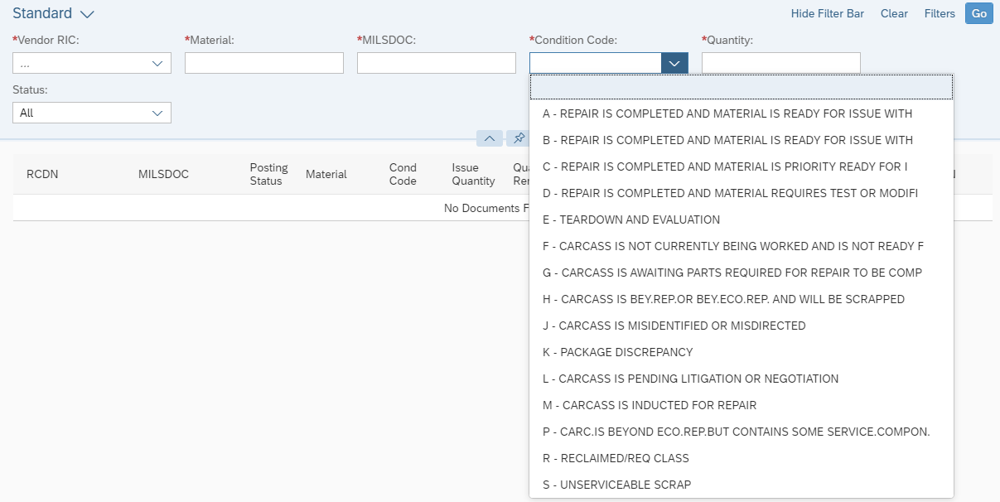 Standard
Hide Filter Bar Clear Filters Go
*Vendor RIC: *Material: *MILSDOC: *Condition Code: *Quantity:
...
Status:
All
A - REPAIR IS COMPLETED AND MATERIAL IS READY FOR ISSUE WITH
B - REPAIR IS COMPLETED AND MATERIAL IS READY FOR ISSUE WITH
C - REPAIR IS COMPLETED AND MATERIAL IS PRIORITY READY FOR I
D - REPAIR IS COMPLETED AND MATERIAL REQUIRES TEST OR MODIFI
E - TEARDOWN AND EVALUATION
F - CARCASS IS NOT CURRENTLY BEING WORKED AND IS NOT READY F
G - CARCASS IS AWAITING PARTS REQUIRED FOR REPAIR TO BE COMP
H - CARCASS IS BEY.REP.OR BEY.ECO.REP. AND WILL BE SCRAPPED
J - CARCASS IS MISIDENTIFIED OR MISDIRECTED
K - PACKAGE DISCREPANCY
L - CARCASS IS PENDING LITIGATION OR NEGOTIATION
M - CARCASS IS INDUCTED FOR REPAIR
P - CARC.IS BEYOND ECO.REP.BUT CONTAINS SOME SERVICE.COMPON.
R - RECLAIMED/REQ CLASS
S - UNSERVICEABLE SCRAP
RCDN
MILSDOC
Posting
Status
Material
Cond
Code
Issue
Quantity
No Documents